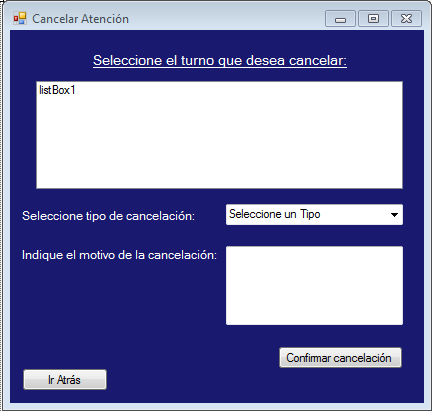 Cancelar Atención
Seleccione el turno que desea cancelar:
listBox1
Seleccione tipo de cancelación:
Seleccione un Tipo
Indique el motivo de la cancelación:
Confirmar cancelación
Ir Atrás